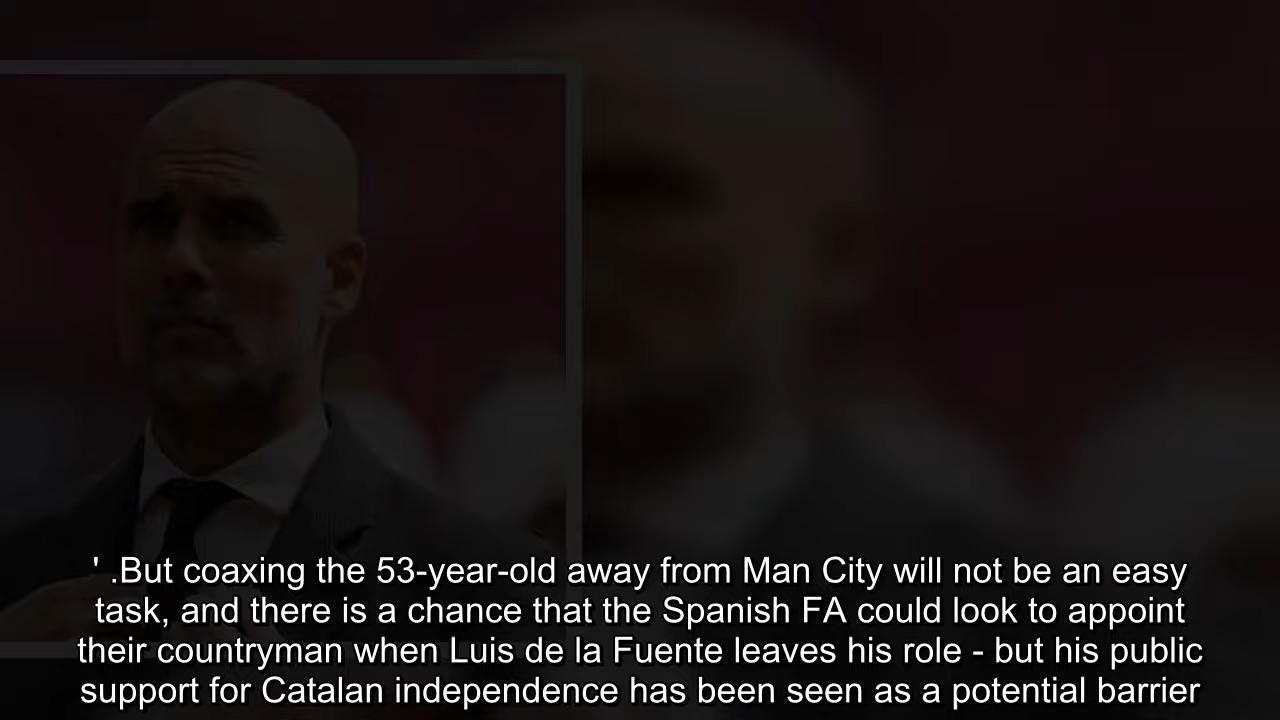 ' .But coaxing the 53-year-old away from Man City will not be an easy
task, and there is a chance that the Spanish FA could look to appoint
their countryman when Luis de la Fuente leaves his role - but his public
support for Catalan independence has been seen as a potential barrier